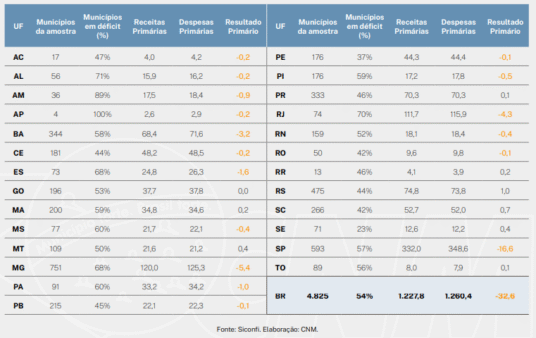 UF Municípios da amostra Municípios em déficit (%) Receitas Primárias Despesas Primárias Resultado Primário
AC 17 47% 4,0 4,2 -0,2
AL 56 71% 15,9 16,2 -0,2
AM 36 89% 17,5 18,4 -0,9
AP 4 100% 2,6 2,9 -0,2
BA 344 58% 68,4 71,6 -3,2
CE 181 44% 48,2 48,5 -0,2
ES 73 68% 24,8 26,3 -1,6
GO 196 53% 37,7 37,8 0,0
MA 200 59% 34,8 34,6 0,2
MS 77 60% 21,7 22,1 -0,4
MT 109 50% 21,6 21,2 0,4
MG 751 68% 120,0 125,3 -5,4
PA 91 60% 33,2 34,2 -1,0
PB 215 45% 22,1 22,3 -0,1
UF Municípios da amostra Municípios em déficit (%) Receitas Primárias Despesas Primárias Resultado Primário
PE 176 37% 44,3 44,4 -0,1
PI 176 59% 17,2 17,8 -0,5
PR 333 46% 70,3 70,3 0,1
RJ 74 70% 111,7 115,9 -4,3
RN 159 52% 18,1 18,4 -0,4
RO 50 42% 9,6 9,8 -0,1
RR 13 46% 4,1 3,9 0,2
RS 475 44% 74,8 73,8 1,0
SC 266 42% 52,7 52,0 0,7
SE 71 23% 12,6 12,2 0,4
SP 593 57% 332,0 348,6 -16,6
TO 89 56% 8,0 7,9 0,1
BR 4.825 54% 1.227,8 1.260,4 -32,6
Fonte: Siconfi. Elaboração: CNM.